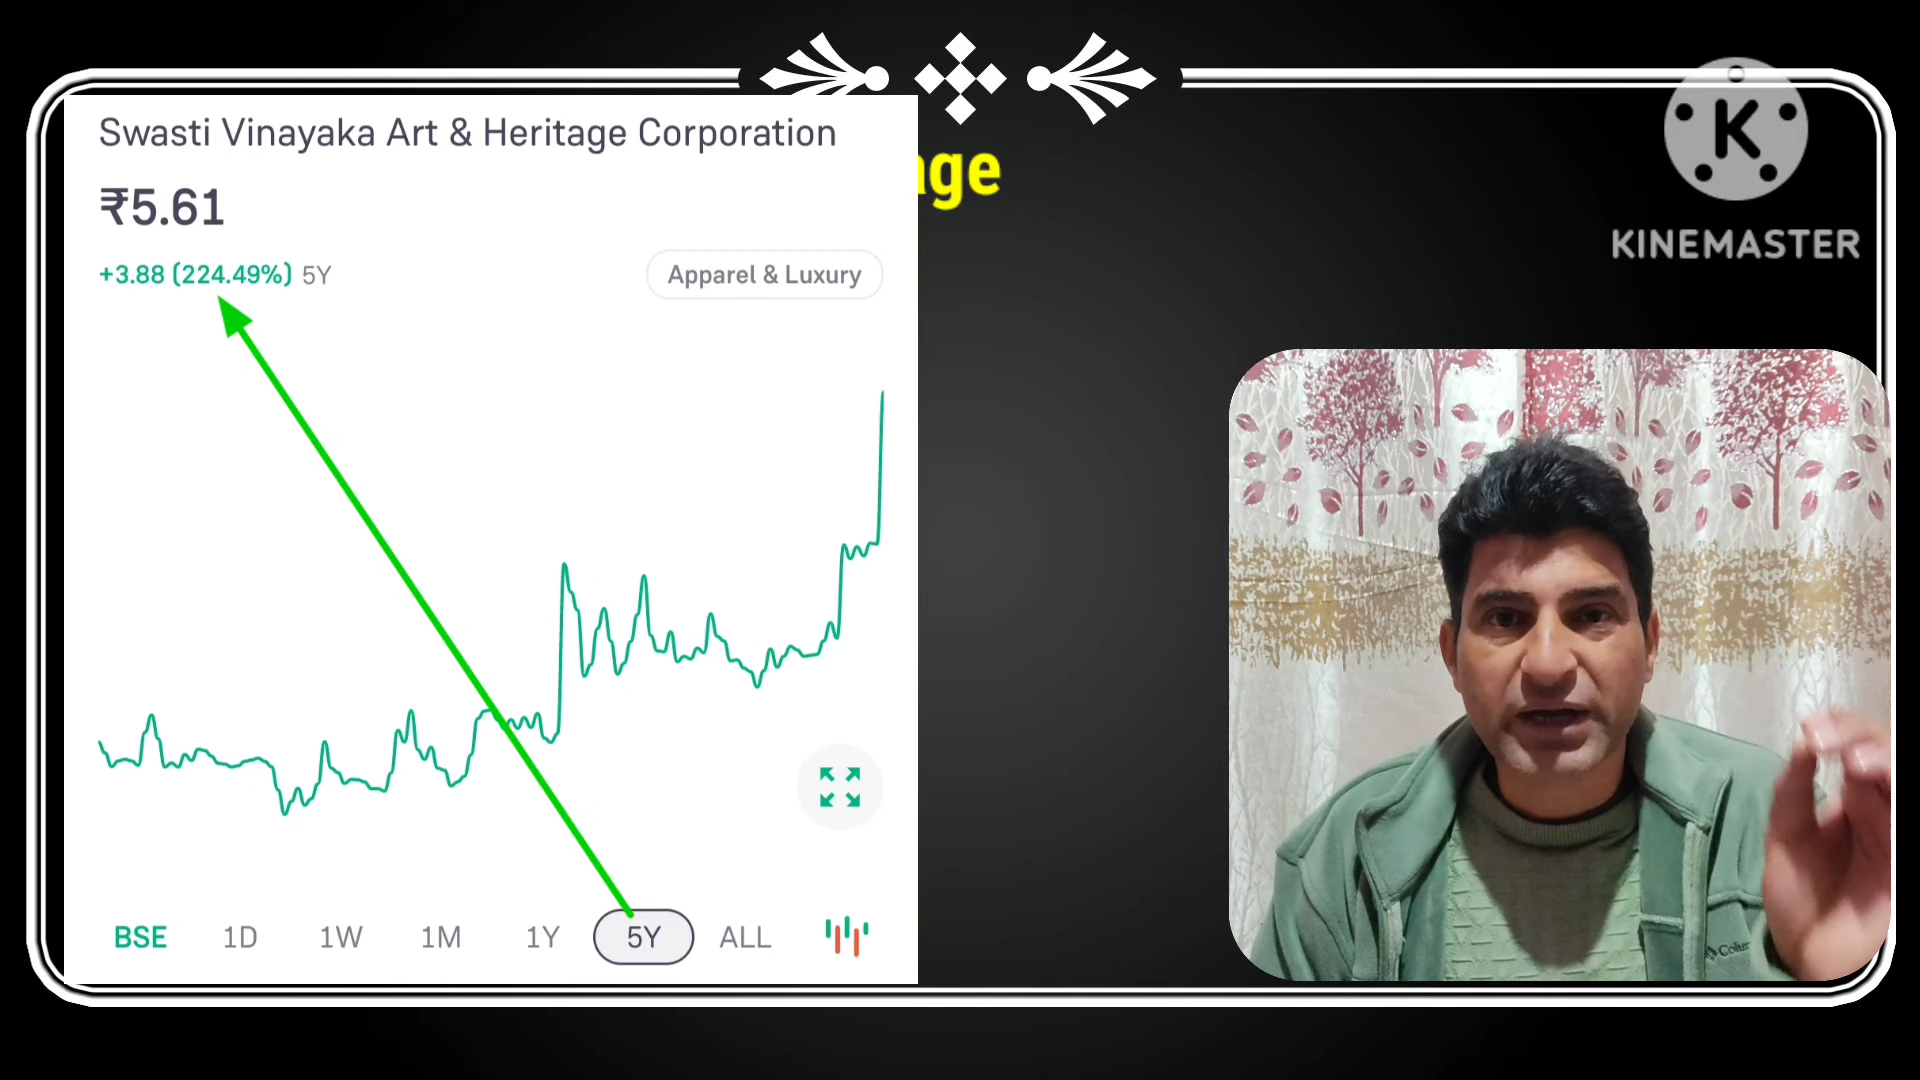 Swasti Vinayaka Art & Heritage Corporation
₹5.61
+3.88 (224.49%) 5Y
Apparel & Luxury
BSE 1D 1W 1M 1Y 5Y ALL
age
K
KINEMASTER